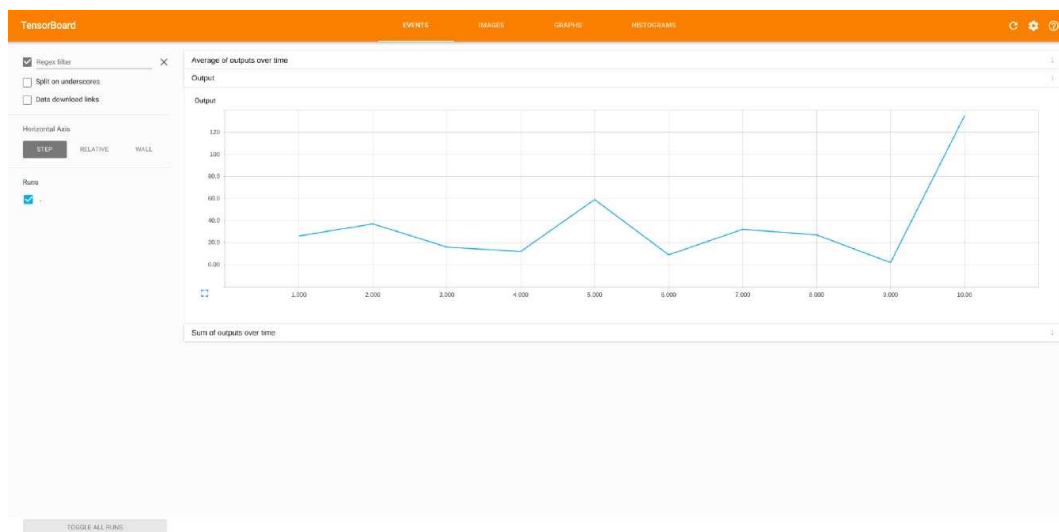 TensorBoard
EVENTS IMAGES GRAPHS HISTOGRAMS
Regex filter
Split on underscores
Data download links
Horizontal Axis
STEP RELATIVE WALL
Runs
.
Average of outputs over time
1
Output
1
Output
120
100
80.0
60.0
40.0
20.0
0.00
1.000 2.000 3.000 4.000 5.000 6.000 7.000 8.000 9.000 10.00
Sum of outputs over time
1
TOGGLE ALL RUNS